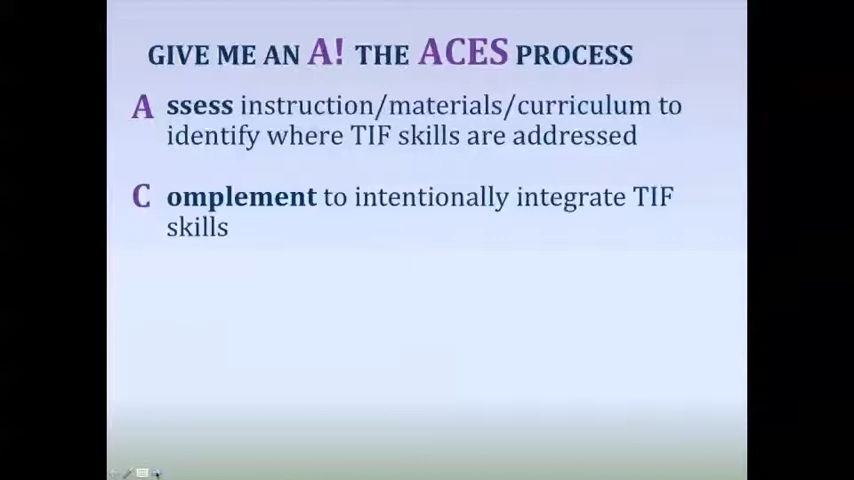 GIVE ME AN A! THE ACES PROCESS
A ssess instruction/materials/curriculum to
identify where TIF skills are addressed
C omplement to intentionally integrate TIF
skills